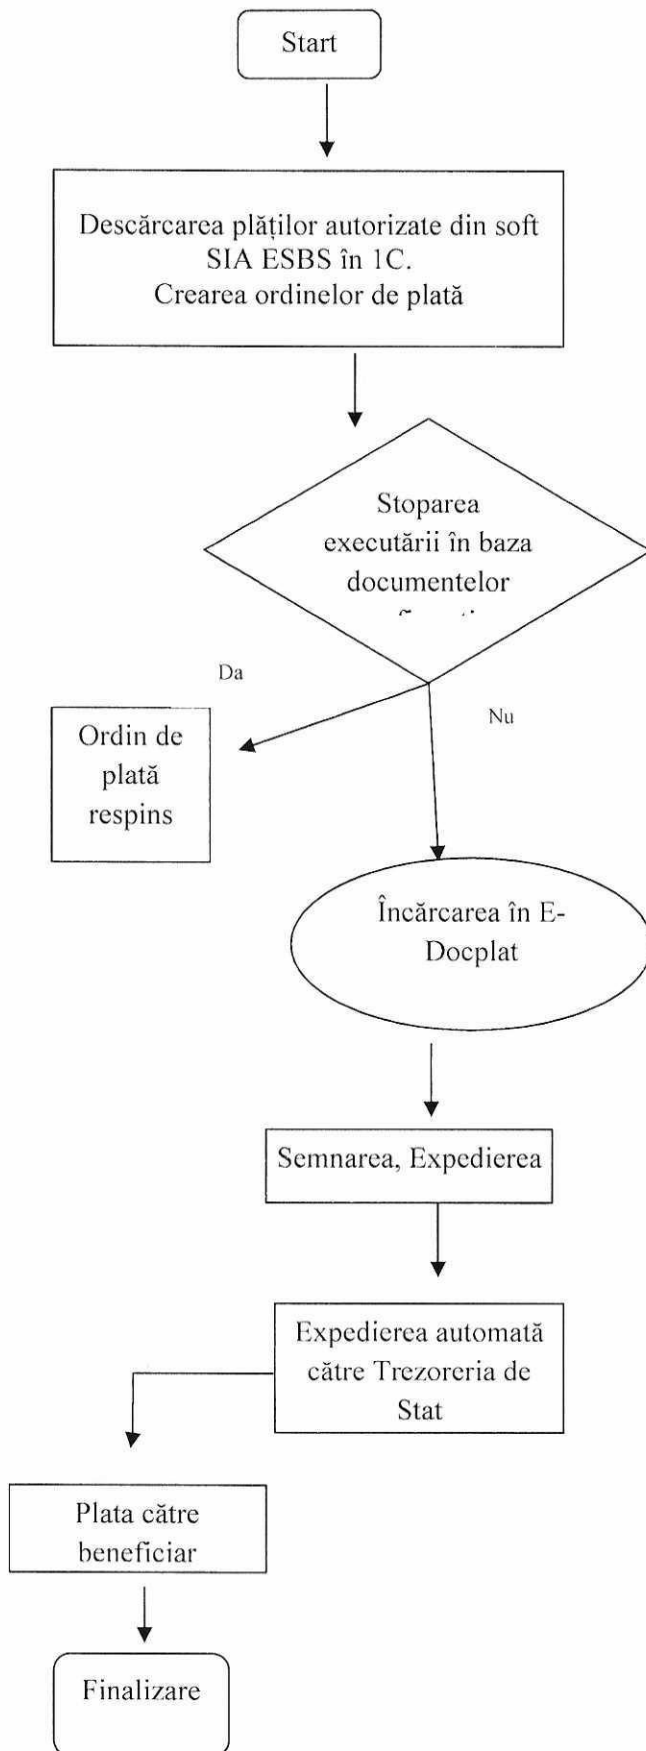 Start
Descărcarea plăților autorizate din soft
SIA ESBS în 1C.
Crearea ordinelor de plată
Stoparea
executării în baza
documentelor
Da
Nu
Ordin de
plată
respins
Încărcarea în E-
Docplat
Semnarea, Expedierea
Expedierea automată
către Trezoreria de
Stat
Plata către
beneficiar
Finalizare